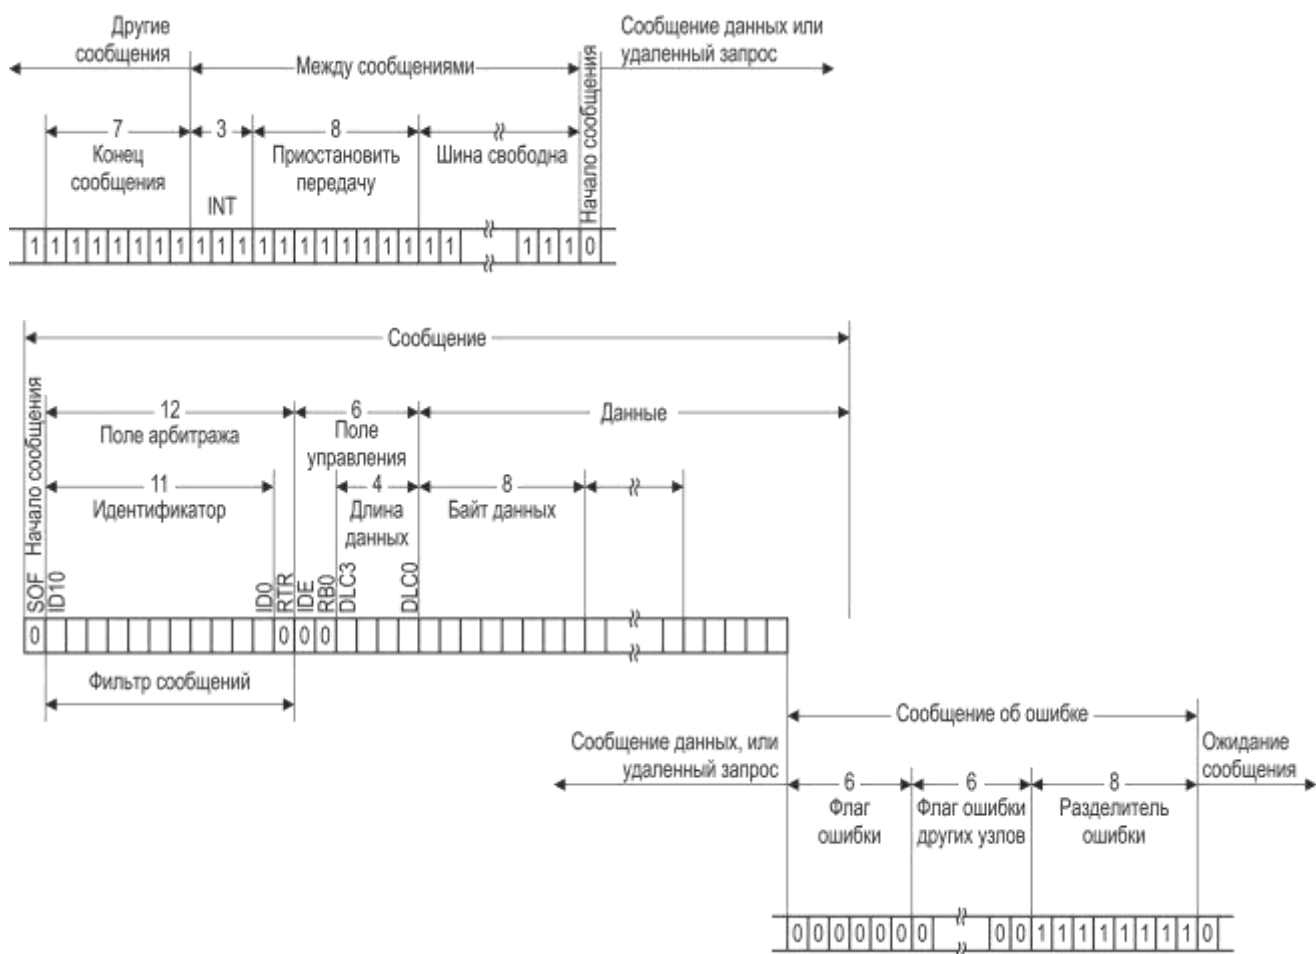 Другие
сообщения
Между сообщениями
Начало сообщения
Сообщение данных или
удаленный запрос
7
Конец
сообщения
3
INT
8
Приостановить
передачу
Шина свободна
1 1 1 1 1 1 1 1 1 1 1 1 1 1 1 1 1 1 1 1 1 1 1 1 0
Сообщение
Начало сообщения
12
Поле арбитража
6
Поле
управления
Данные
11
Идентификатор
4
Длина
данных
8
Байт данных
SOF
ID10
ID0
RTR
IDE
RB0
DLC3
DLC0
0 0 0 0
Фильтр сообщений
Сообщение об ошибке
Сообщение данных, или
удаленный запрос
Ожидание
сообщения
6
Флаг
ошибки
6
Флаг ошибки
других узлов
8
Разделитель
ошибки
0 0 0 0 0 0 0 0 0 1 1 1 1 1 1 1 1 0